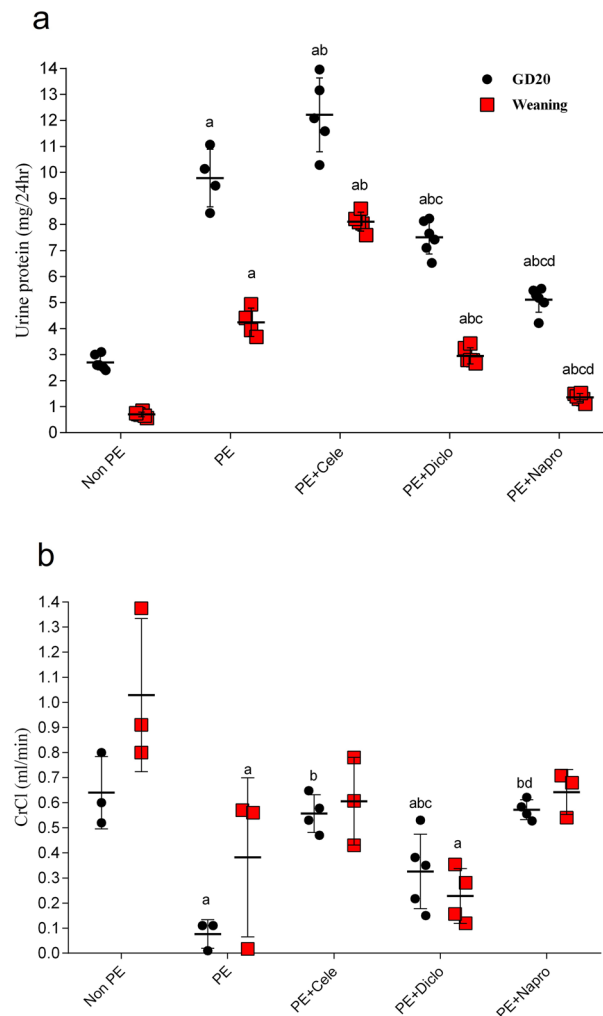 a
14
13
12
11
10
9
8
7
6
5
4
3
2
1
0
Urine protein (mg/24hr)
GD20
Weaning
a
a
ab
ab
abc
abc
abcd
abcd
Non PE
PE
PE+Cele
PE+Diclo
PE+Napro
b
1.4
1.3
1.2
1.1
1.0
0.9
0.8
0.7
0.6
0.5
0.4
0.3
0.2
0.1
0.0
CrCl (ml/min)
a
a
b
abc
a
bd
Non PE
PE
PE+Cele
PE+Diclo
PE+Napro